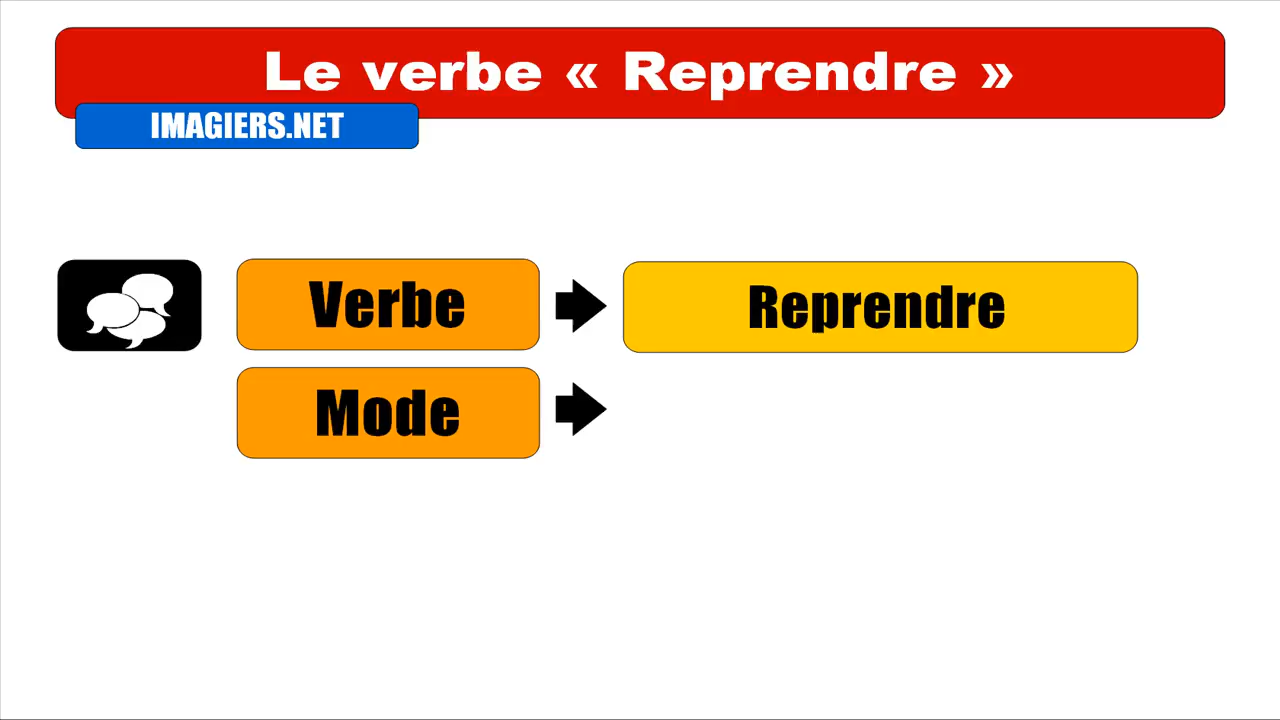 Le verbe « Reprendre »
IMAGIERS.NET
Verbe
Reprendre
Mode